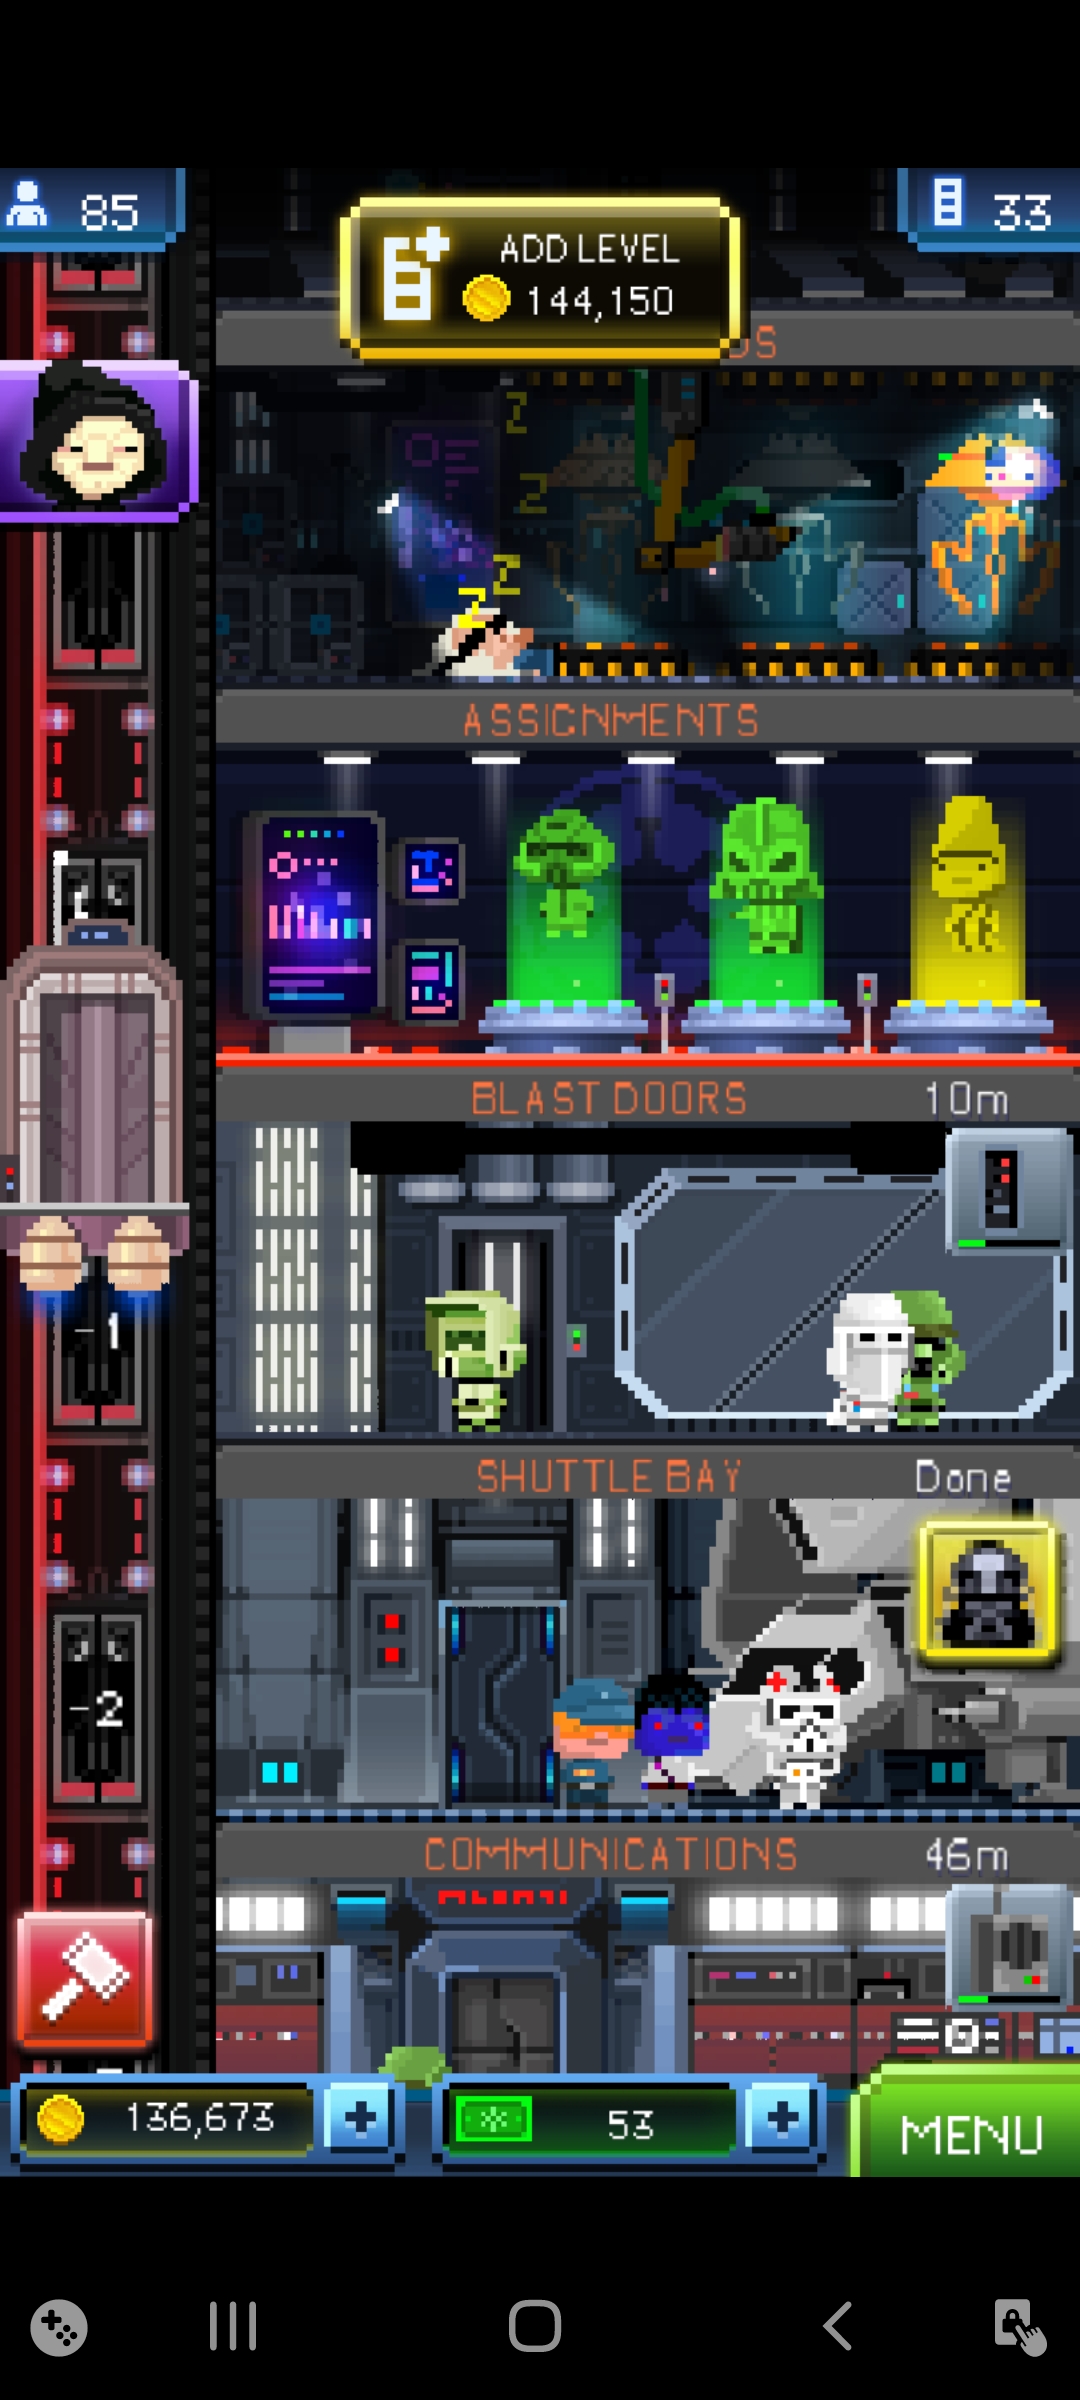 85
ADD LEVEL
144,150
33
Z
Z
Z
Z
ASSIGNMENTS
BLAST DOORS 10m
-1
SHUTTLE BAY Done
-2
COMMUNICATIONS 46m
136,673
53
MENU